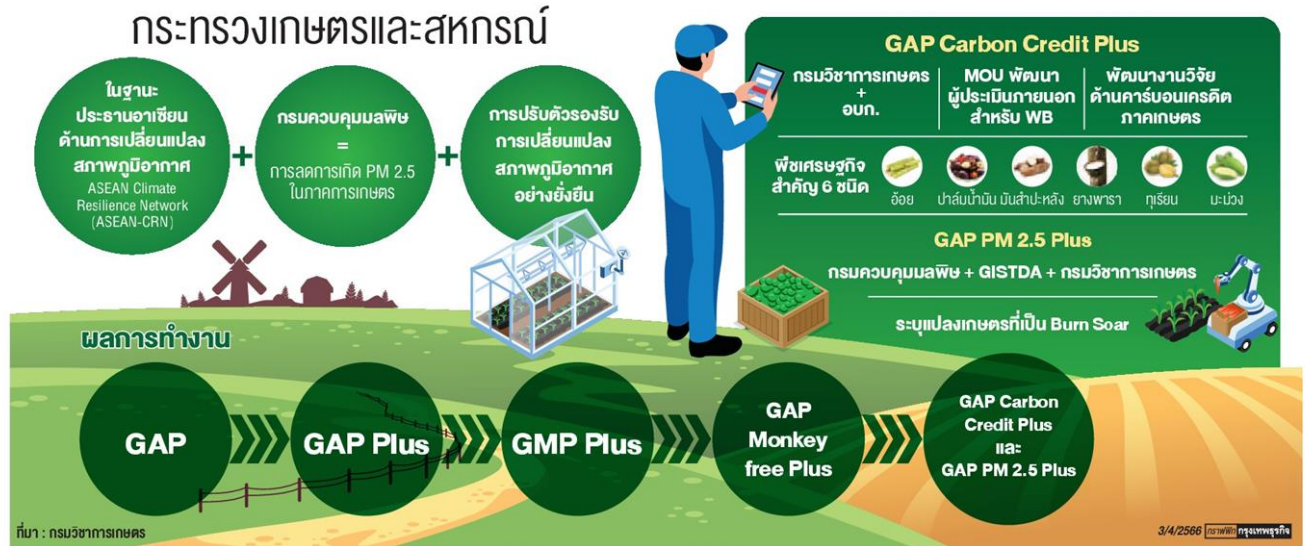 กระทรวงเกษตรและสหกรณ์
ในฐานะ
ประธานอาเซียน
ด้านการเปลี่ยนแปลง
สภาพภูมิอากาศ
ASEAN Climate
Resilience Network
(ASEAN-CRN)
+
กรมควบคุมมลพิษ
=
การลดการเกิด PM 2.5
ในภาคการเกษตร
+
การปรับตัวรองรับ
การเปลี่ยนแปลง
สภาพภูมิอากาศ
อย่างยั่งยืน
GAP Carbon Credit Plus
กรมวิชาการเกษตร
+
อบก.
MOU พัฒนา
ผู้ประเมินภายนอก
สำหรับ WB
พัฒนางานวิจัย
ด้านคาร์บอนเครดิต
ภาคเกษตร
พืชเศรษฐกิจ
สำคัญ 6 ชนิด
อ้อย ปาล์มน้ำมัน มันสำปะหลัง ยางพารา ทุเรียน มะม่วง
GAP PM 2.5 Plus
กรมควบคุมมลพิษ + GISTDA + กรมวิชาการเกษตร
ระบุแปลงเกษตรที่เป็น Burn Soar
ผลการทำงาน
GAP
GAP Plus
GMP Plus
GAP
Monkey
free Plus
GAP Carbon
Credit Plus
และ
GAP PM 2.5 Plus
ที่มา : กรมวิชาการเกษตร
3/4/2566 กราฟฟิก กรุงเทพธุรกิจ